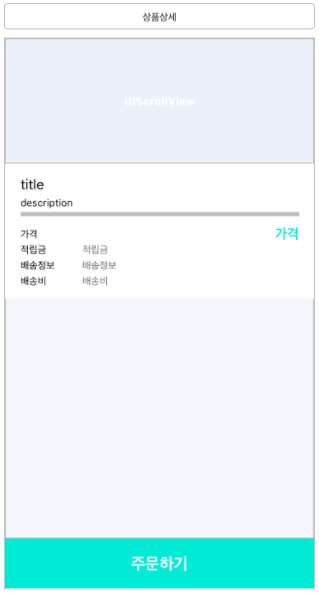 상품상세
UIScrollView
title
description
가격 가격
적립금 적립금
배송정보 배송정보
배송비 배송비
주문하기